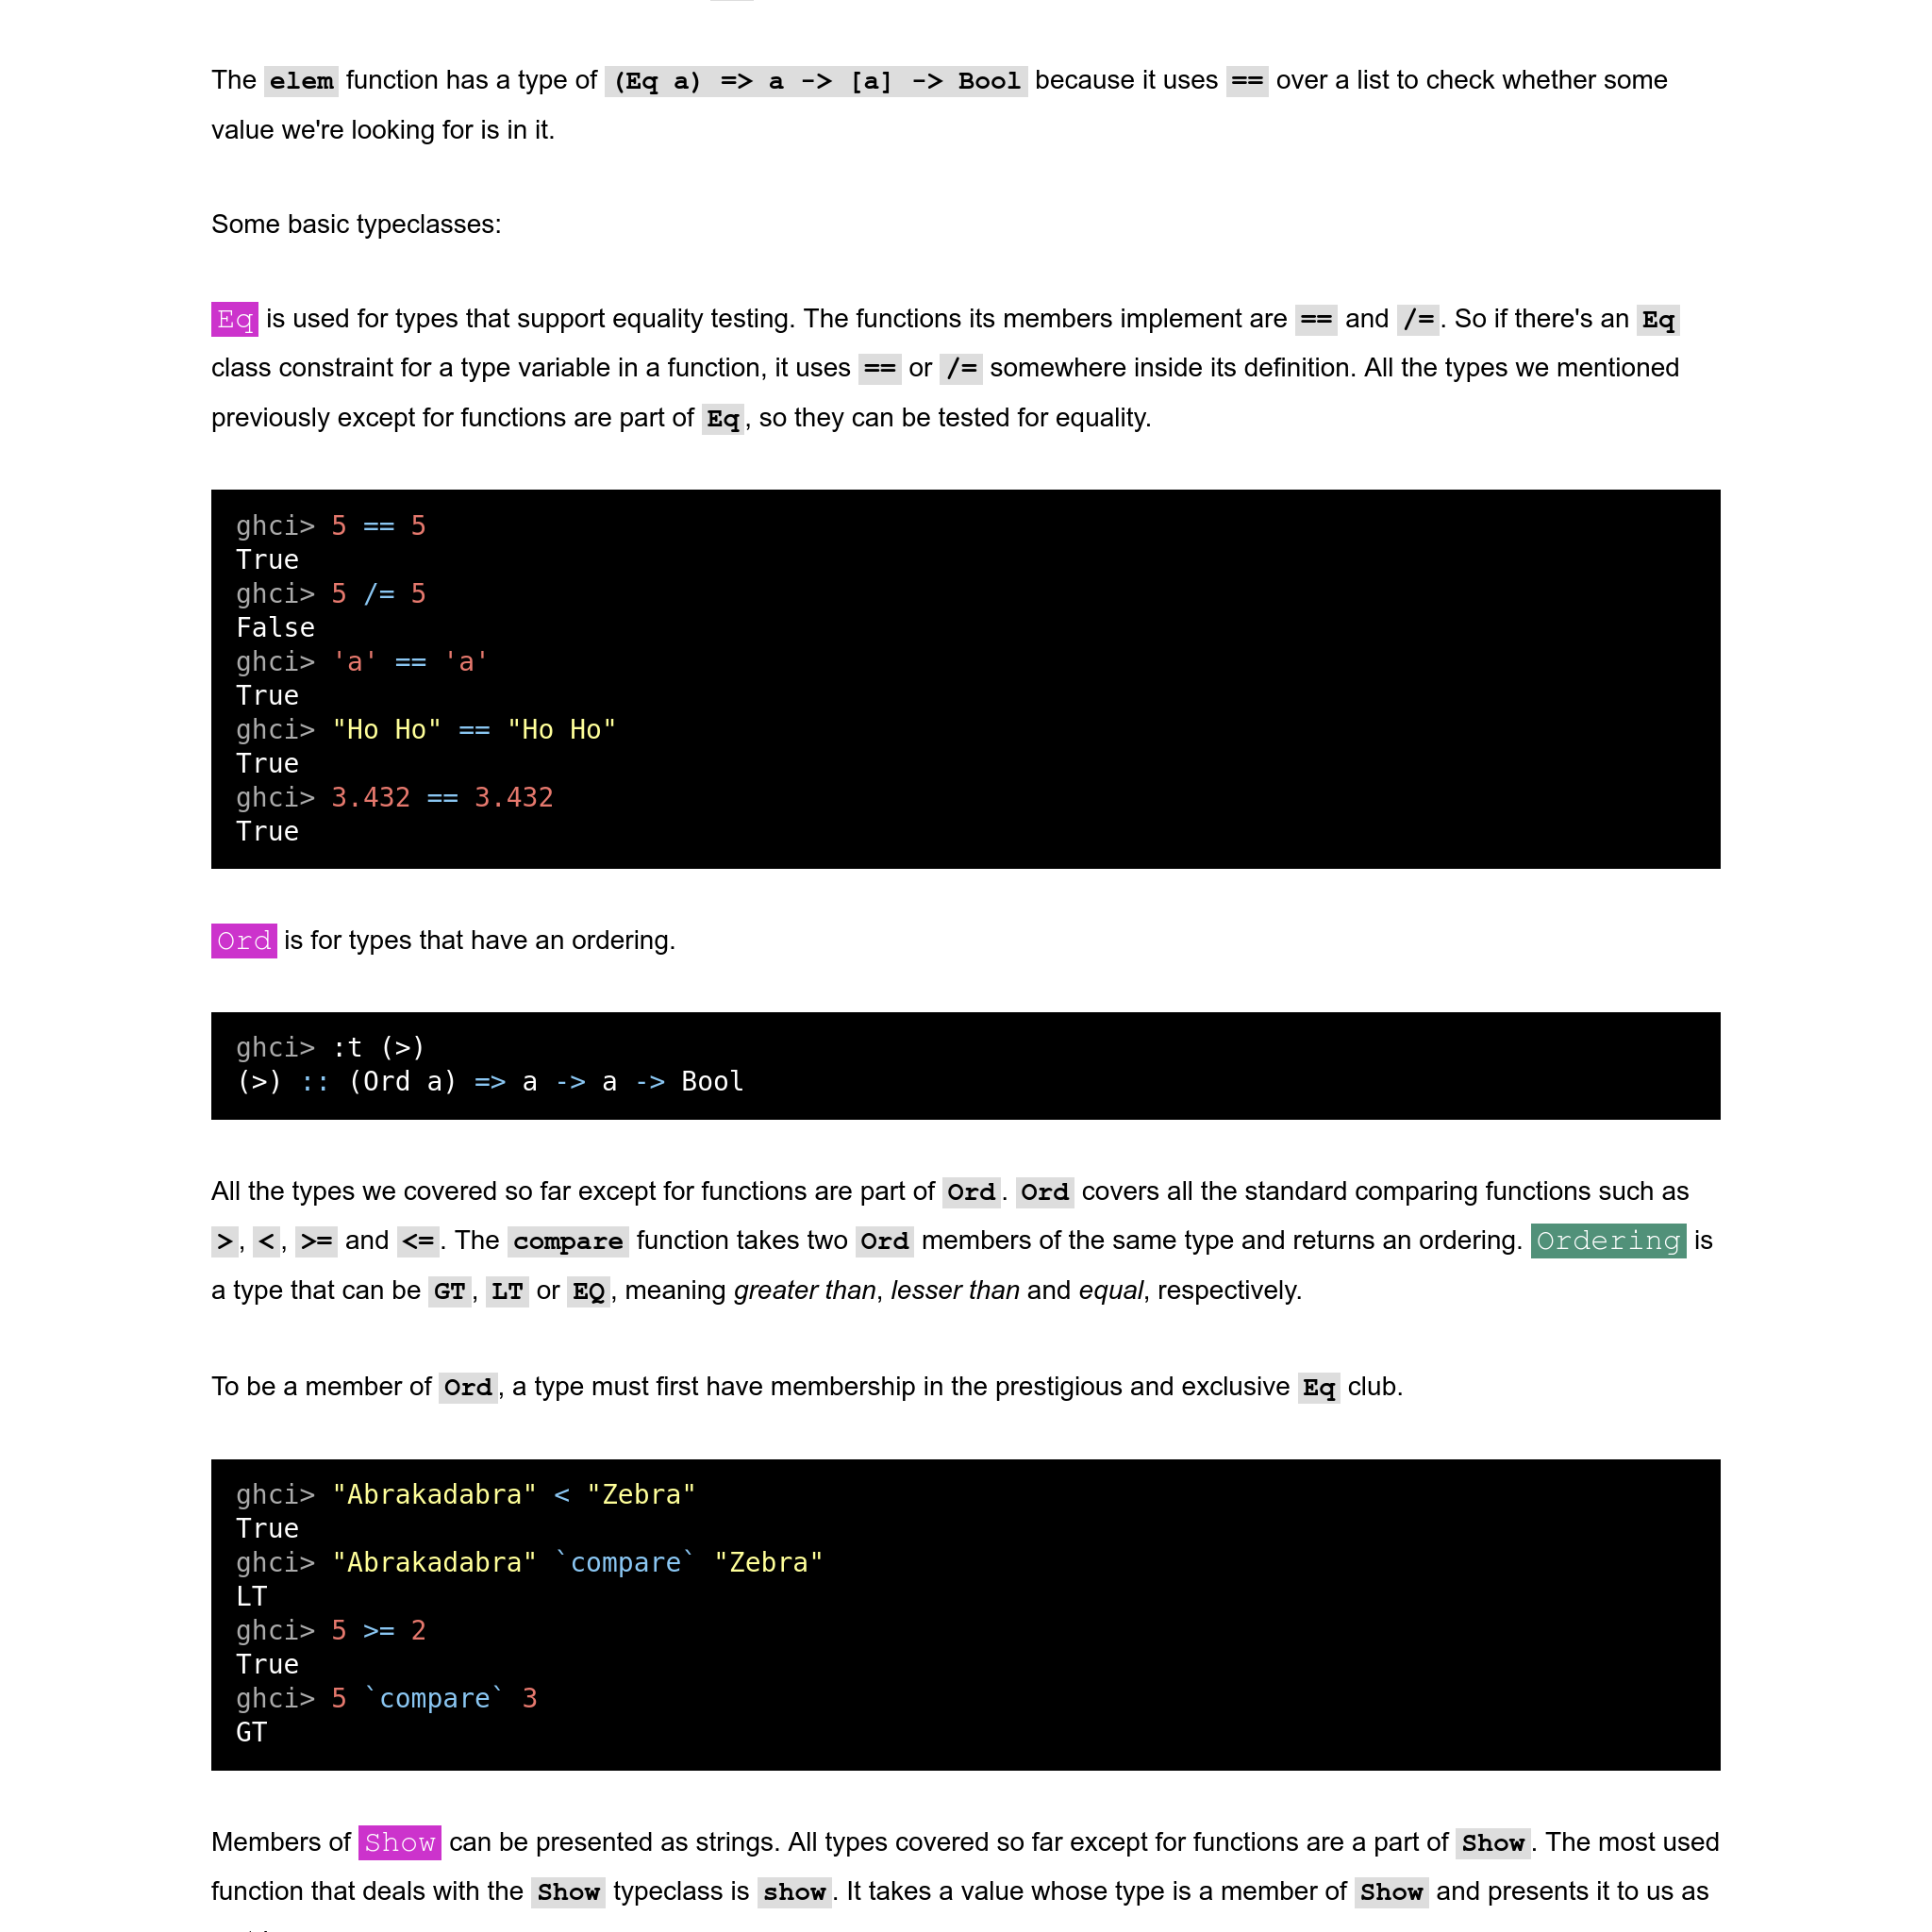 The elem function has a type of (Eq a) => a -> [a] -> Bool because it uses == over a list to check whether some
value we're looking for is in it.
Some basic typeclasses:
Eq is used for types that support equality testing. The functions its members implement are == and /=. So if there's an Eq
class constraint for a type variable in a function, it uses == or /= somewhere inside its definition. All the types we mentioned
previously except for functions are part of Eq, so they can be tested for equality.
ghci> 5 == 5
True
ghci> 5 /= 5
False
ghci> 'a' == 'a'
True
ghci> "Ho Ho" == "Ho Ho"
True
ghci> 3.432 == 3.432
True
Ord is for types that have an ordering.
ghci> :t (>)
(>) :: (Ord a) => a -> a -> Bool
All the types we covered so far except for functions are part of Ord. Ord covers all the standard comparing functions such as
>, <, >= and <=. The compare function takes two Ord members of the same type and returns an ordering. Ordering is
a type that can be GT, LT or EQ, meaning greater than, lesser than and equal, respectively.
To be a member of Ord, a type must first have membership in the prestigious and exclusive Eq club.
ghci> "Abrakadabra" < "Zebra"
True
ghci> "Abrakadabra" `compare` "Zebra"
LT
ghci> 5 >= 2
True
ghci> 5 `compare` 3
GT
Members of Show can be presented as strings. All types covered so far except for functions are a part of Show. The most used
function that deals with the Show typeclass is show. It takes a value whose type is a member of Show and presents it to us as